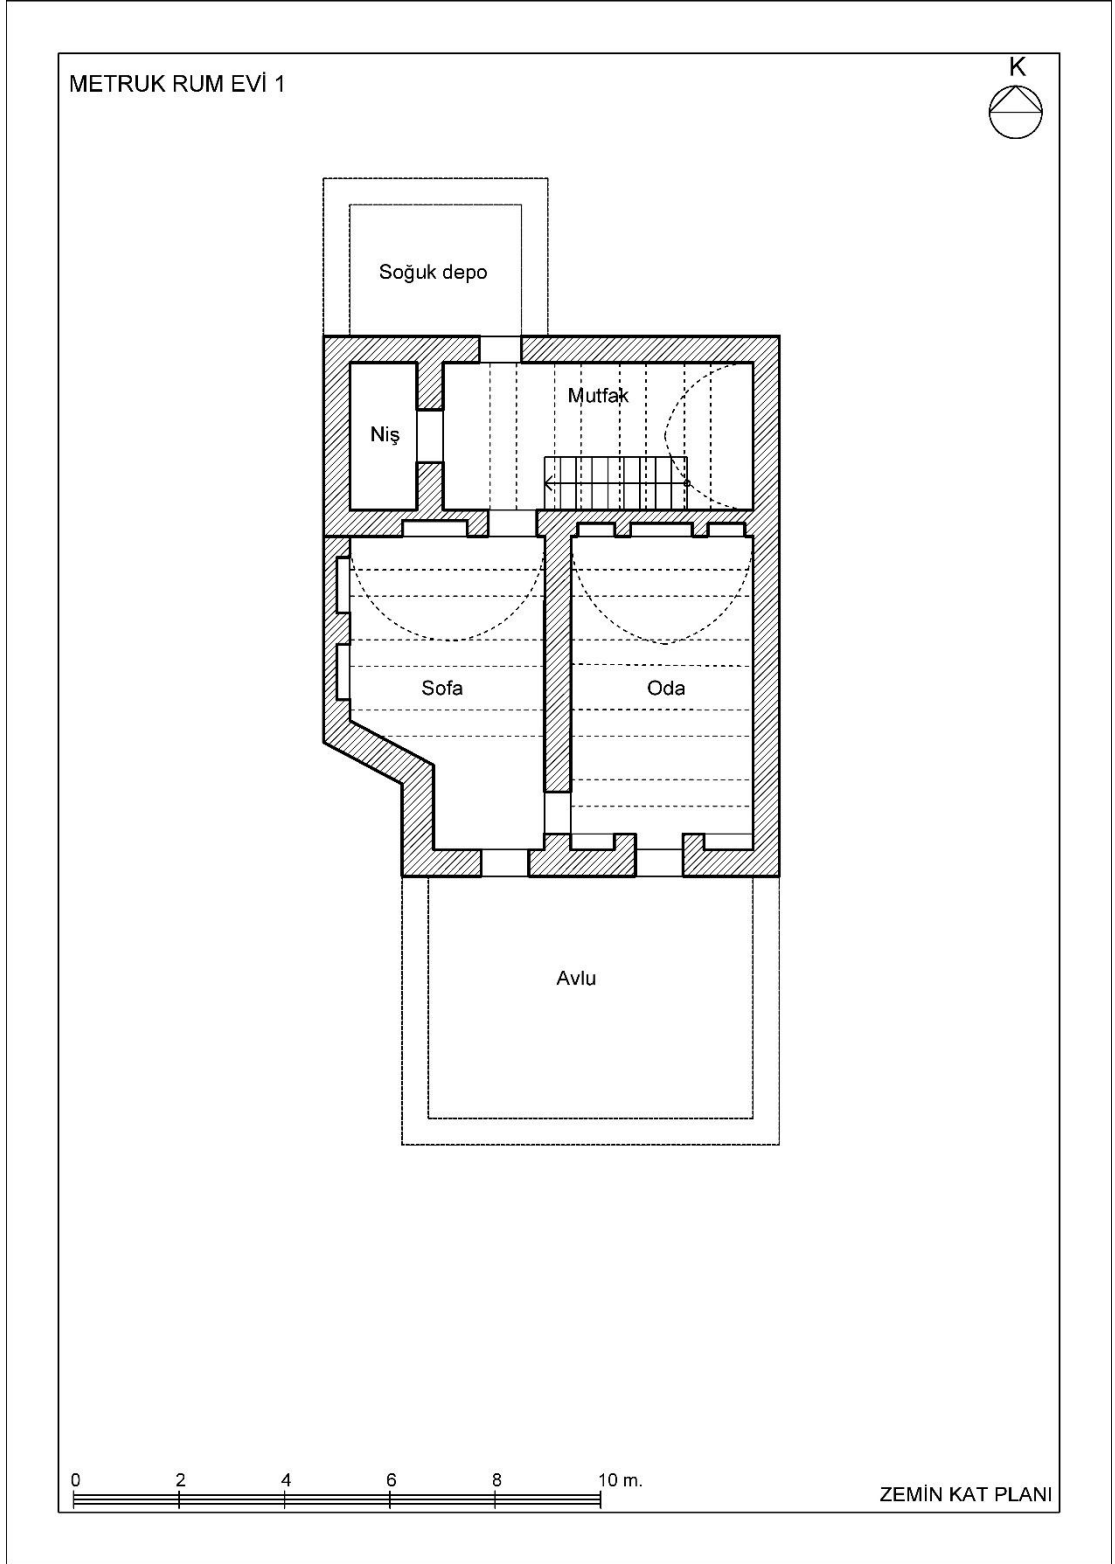 METRUK RUM EVİ 1
K
Soğuk depo
Mutfak
Niş
Sofa
Oda
Avlu
0 2 4 6 8 10 m.
ZEMİN KAT PLANI